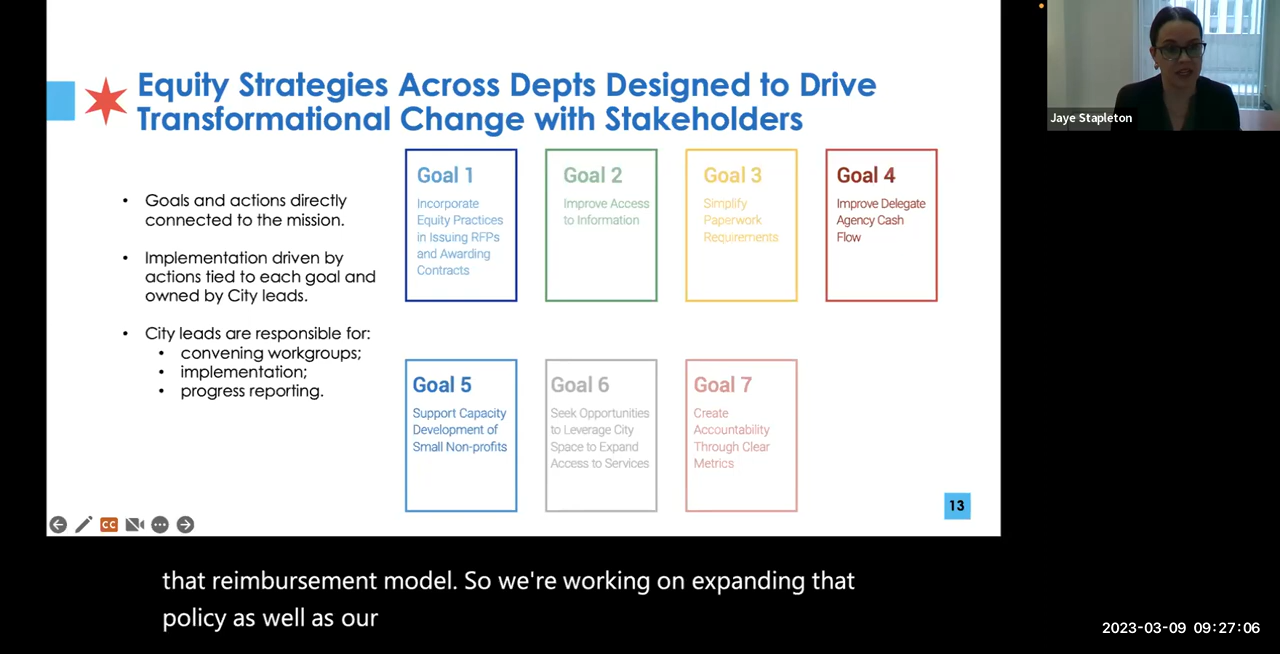 Equity Strategies Across Depts Designed to Drive
Transformational Change with Stakeholders
• Goals and actions directly
connected to the mission.
• Implementation driven by
actions tied to each goal and
owned by City leads.
• City leads are responsible for:
• convening workgroups;
• implementation;
• progress reporting.
Goal 1
Incorporate
Equity Practices
in Issuing RFPs
and Awarding
Contracts
Goal 2
Improve Access
to Information
Goal 3
Simplify
Paperwork
Requirements
Goal 4
Improve Delegate
Agency Cash
Flow
Goal 5
Support Capacity
Development of
Small Non-profits
Goal 6
Seek Opportunities
to Leverage City
Space to Expand
Access to Services
Goal 7
Create
Accountability
Through Clear
Metrics
13
CC
Jaye Stapleton
that reimbursement model. So we're working on expanding that
policy as well as our
2023-03-09 09:27:06